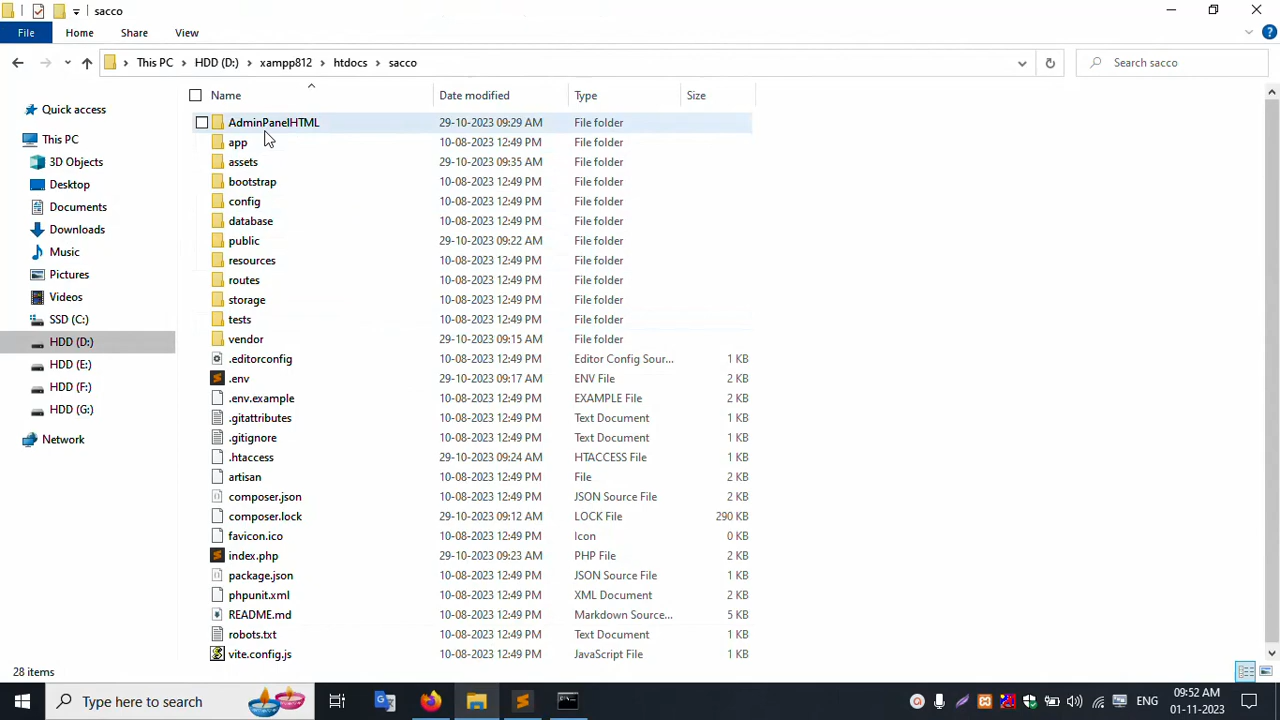 sacco
File Home Share View
This PC HDD (D:) xampp812 htdocs sacco Search sacco
Name Date modified Type Size
Quick access
This PC
3D Objects
Desktop
Documents
Downloads
Music
Pictures
Videos
SSD (C:)
HDD (D:)
HDD (E:)
HDD (F:)
HDD (G:)
Network
AdminPanelHTML 29-10-2023 09:29 AM File folder
app 10-08-2023 12:49 PM File folder
assets 29-10-2023 09:35 AM File folder
bootstrap 10-08-2023 12:49 PM File folder
config 10-08-2023 12:49 PM File folder
database 10-08-2023 12:49 PM File folder
public 29-10-2023 09:22 AM File folder
resources 10-08-2023 12:49 PM File folder
routes 10-08-2023 12:49 PM File folder
storage 10-08-2023 12:49 PM File folder
tests 10-08-2023 12:49 PM File folder
vendor 29-10-2023 09:15 AM File folder
.editorconfig 10-08-2023 12:49 PM Editor Config Sour... 1 KB
.env 29-10-2023 09:17 AM ENV File 2 KB
.env.example 10-08-2023 12:49 PM EXAMPLE File 2 KB
.gitattributes 10-08-2023 12:49 PM Text Document 1 KB
.gitignore 10-08-2023 12:49 PM Text Document 1 KB
.htaccess 29-10-2023 09:24 AM HTACCESS File 1 KB
artisan 10-08-2023 12:49 PM File 2 KB
composer.json 10-08-2023 12:49 PM JSON Source File 2 KB
composer.lock 29-10-2023 09:12 AM LOCK File 290 KB
favicon.ico 10-08-2023 12:49 PM Icon 0 KB
index.php 29-10-2023 09:23 AM PHP File 2 KB
package.json 10-08-2023 12:49 PM JSON Source File 1 KB
phpunit.xml 10-08-2023 12:49 PM XML Document 2 KB
README.md 10-08-2023 12:49 PM Markdown Source... 5 KB
robots.txt 10-08-2023 12:49 PM Text Document 1 KB
vite.config.js 10-08-2023 12:49 PM JavaScript File 1 KB
28 items
Type here to search
ENG
09:52 AM
01-11-2023